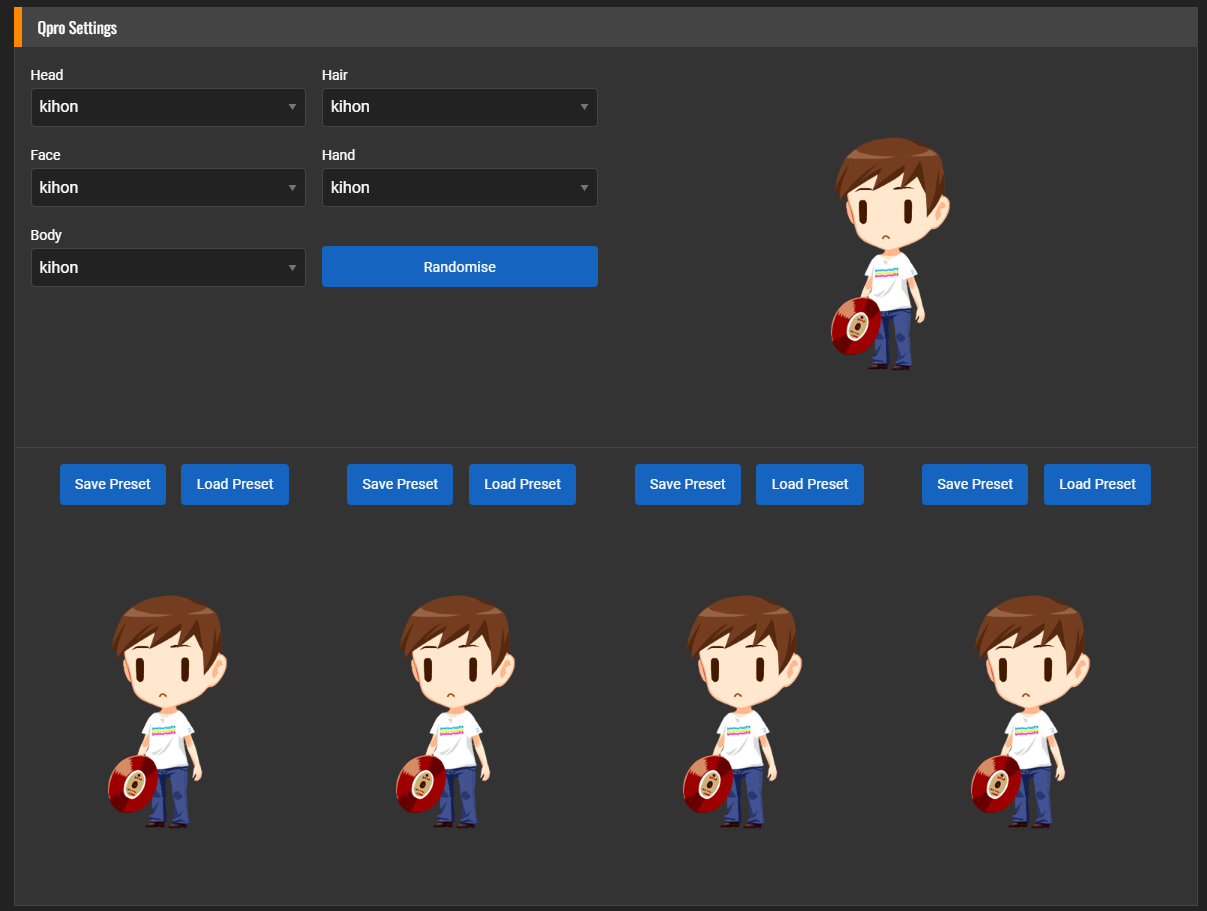 Qpro Settings
Head
Hair
kihon
kihon
Face
Hand
kihon
kihon
Body
kihon
Randomise
Save Preset
Load Preset
Save Preset
Load Preset
Save Preset
Load Preset
Save Preset
Load Preset